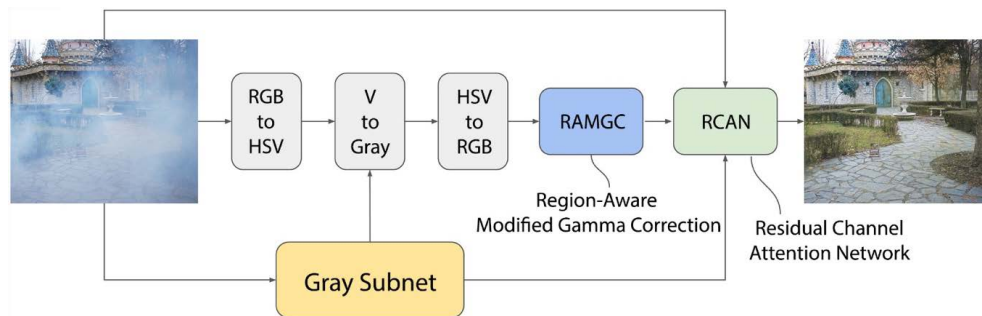 RGB
to
HSV
V
to
Gray
HSV
to
RGB
RAMGC
RCAN
Region-Aware
Modified Gamma Correction
Residual Channel
Attention Network
Gray Subnet